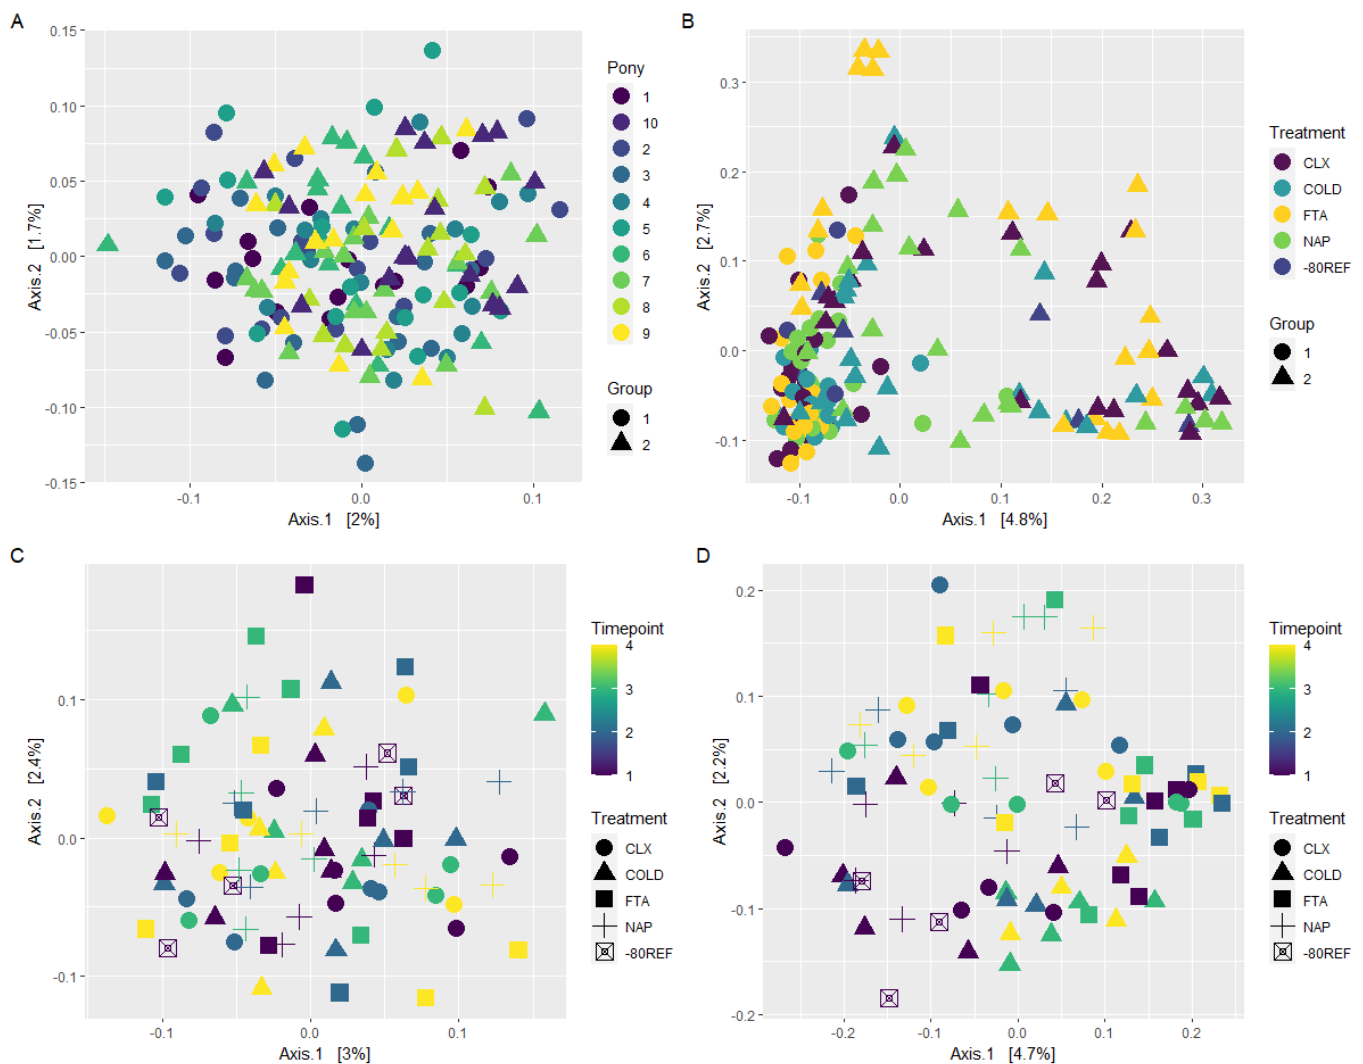 A
0.15
0.10
0.05
0.00
-0.05
-0.10
-0.15
Axis.2 [1.7%]
-0.1 0.0 0.1
Axis.1 [2%]
Pony
1
10
2
3
4
5
6
7
8
9
Group
1
2
B
0.3
0.2
0.1
0.0
-0.1
Axis.2 [2.7%]
-0.1 0.0 0.1 0.2 0.3
Axis.1 [4.8%]
Treatment
CLX
COLD
FTA
NAP
-80REF
Group
1
2
C
0.1
0.0
-0.1
Axis.2 [2.4%]
-0.1 0.0 0.1
Axis.1 [3%]
Timepoint
4
3
2
1
Treatment
CLX
COLD
FTA
NAP
-80REF
D
0.2
0.1
0.0
-0.1
-0.2
Axis.2 [2.2%]
-0.2 -0.1 0.0 0.1 0.2
Axis.1 [4.7%]
Timepoint
4
3
2
1
Treatment
CLX
COLD
FTA
NAP
-80REF